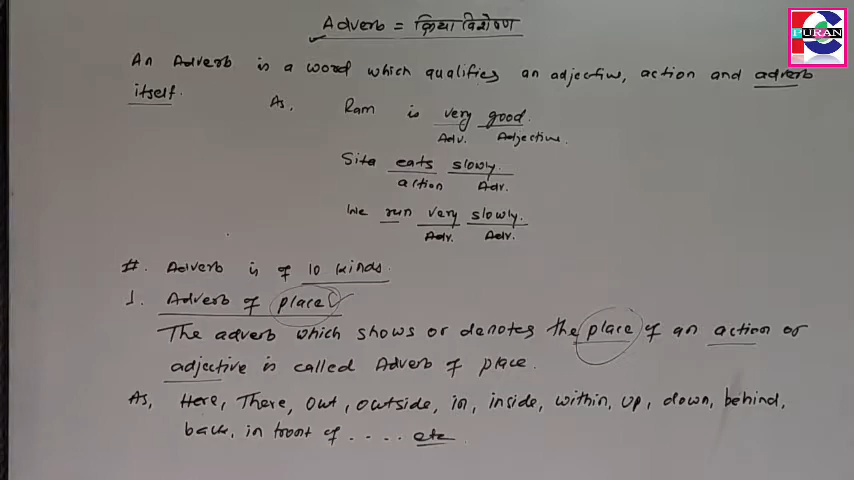 Adverb = क्रिया विशेषण
PURAN
An Adverb is a word which qualifies an adjective, action and adverb
itself. As, Ram is very good.
Adv. Adjective.
Sita eats slowly.
action Adv.
We run very slowly.
Adv. Adv.
#. Adverb is of 10 kinds.
1. Adverb of place
The adverb which shows or denotes the place of an action or
adjective is called Adverb of place.
As, Here, There, out, outside, in, inside, within, up, down, behind,
back, in front of .... etc